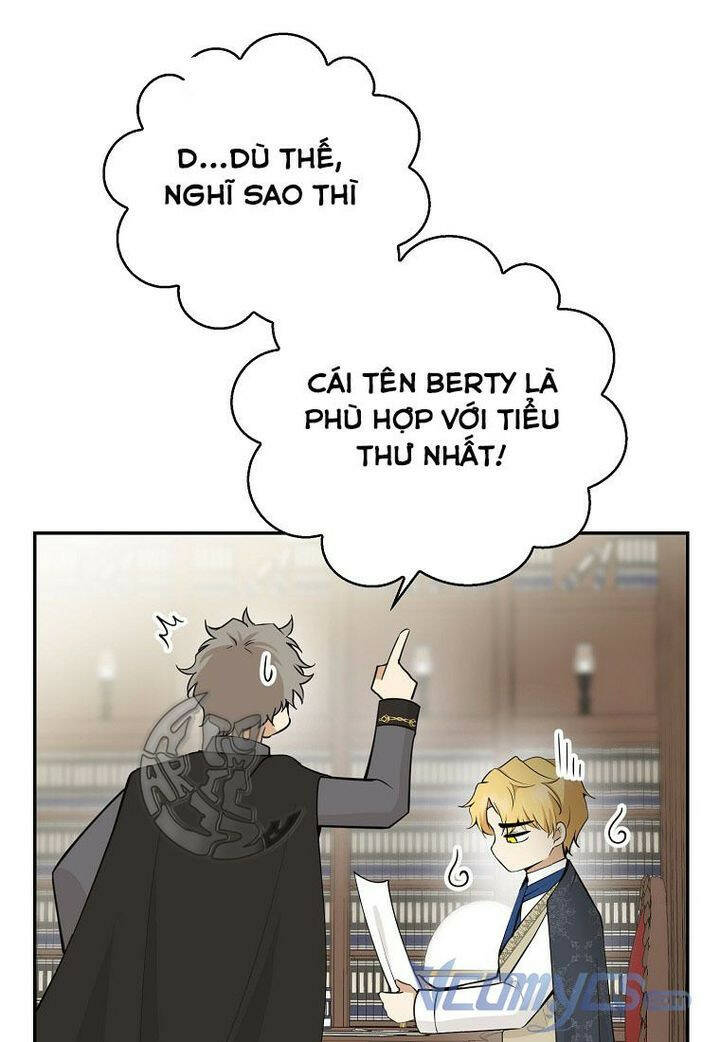 D...DÙ THẾ,
NGHĨ SAO THÌ
CÁI TÊN BERTY LÀ
PHÙ HỢP VỚI TIỂU
THƯ NHẤT!